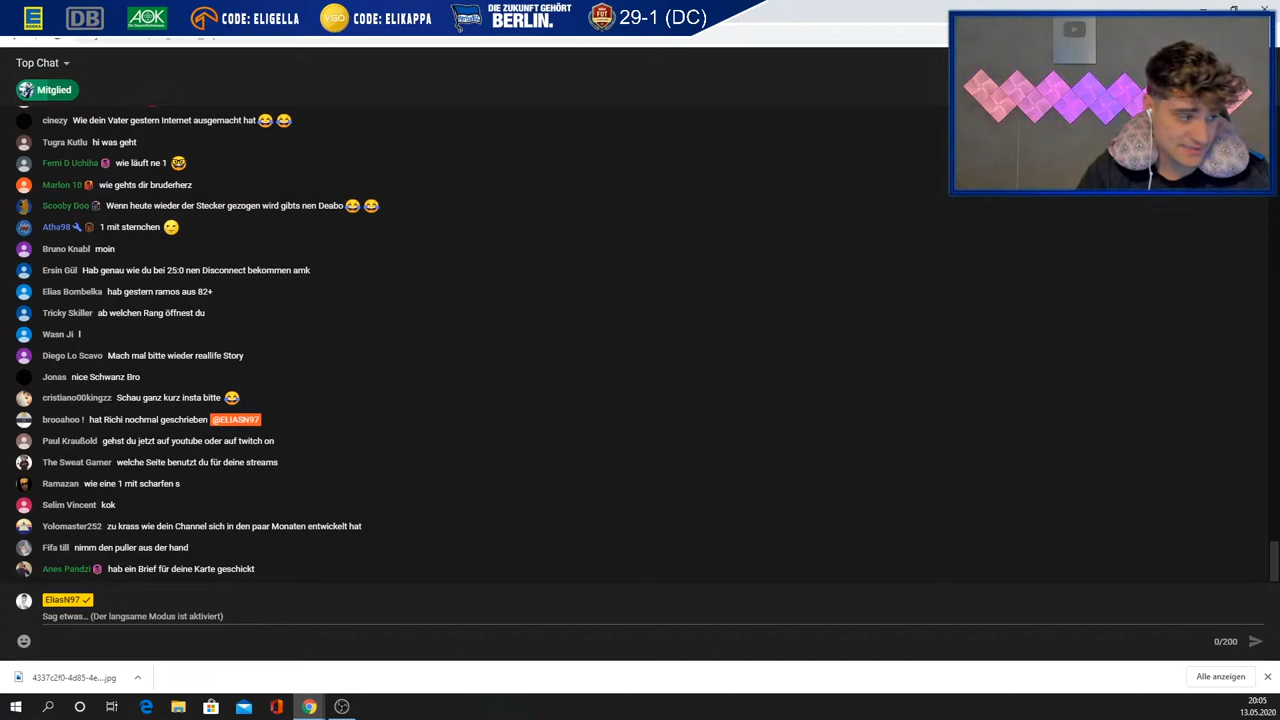 EDEKA
DB
AOK
CODE: ELIGELLA
VGO
CODE: ELIKAPPA
DIE ZUKUNFT GEHÖRT
BERLIN.
FUT
29-1 (DC)
Top Chat
Mitglied
cinezy Wie dein Vater gestern Internet ausgemacht hat 😂 😂
Tugra Kutlu hi was geht
Femi D Uchiha wie läuft ne 1 🤓
Marlon 10 wie gehts dir bruderherz
Scooby Doo Wenn heute wieder der Stecker gezogen wird gibts nen Deabo 😂 😂
Atha98 1 mit sternchen 😏
Bruno Knabl moin
Ersin Gül Hab genau wie du bei 25:0 nen Disconnect bekommen amk
Elias Bombelka hab gestern ramos aus 82+
Tricky Skiller ab welchen Rang öffnest du
Wasn Ji l
Diego Lo Scavo Mach mal bitte wieder reallife Story
Jonas nice Schwanz Bro
cristiano00kingzz Schau ganz kurz insta bitte 😂
brooahoo ! hat Richi nochmal geschrieben @ELIASN97
Paul Kraußold gehst du jetzt auf youtube oder auf twitch on
The Sweat Gamer welche Seite benutzt du für deine streams
Ramazan wie eine 1 mit scharfen s
Selim Vincent kok
Yolomaster252 zu krass wie dein Channel sich in den paar Monaten entwickelt hat
Fifa till nimm den puller aus der hand
Anes Pandzi hab ein Brief für deine Karte geschickt
EliasN97
Sag etwas... (Der langsame Modus ist aktiviert)
0/200
4337c2f0-4d85-4e....jpg
Alle anzeigen
20:05
13.05.2020